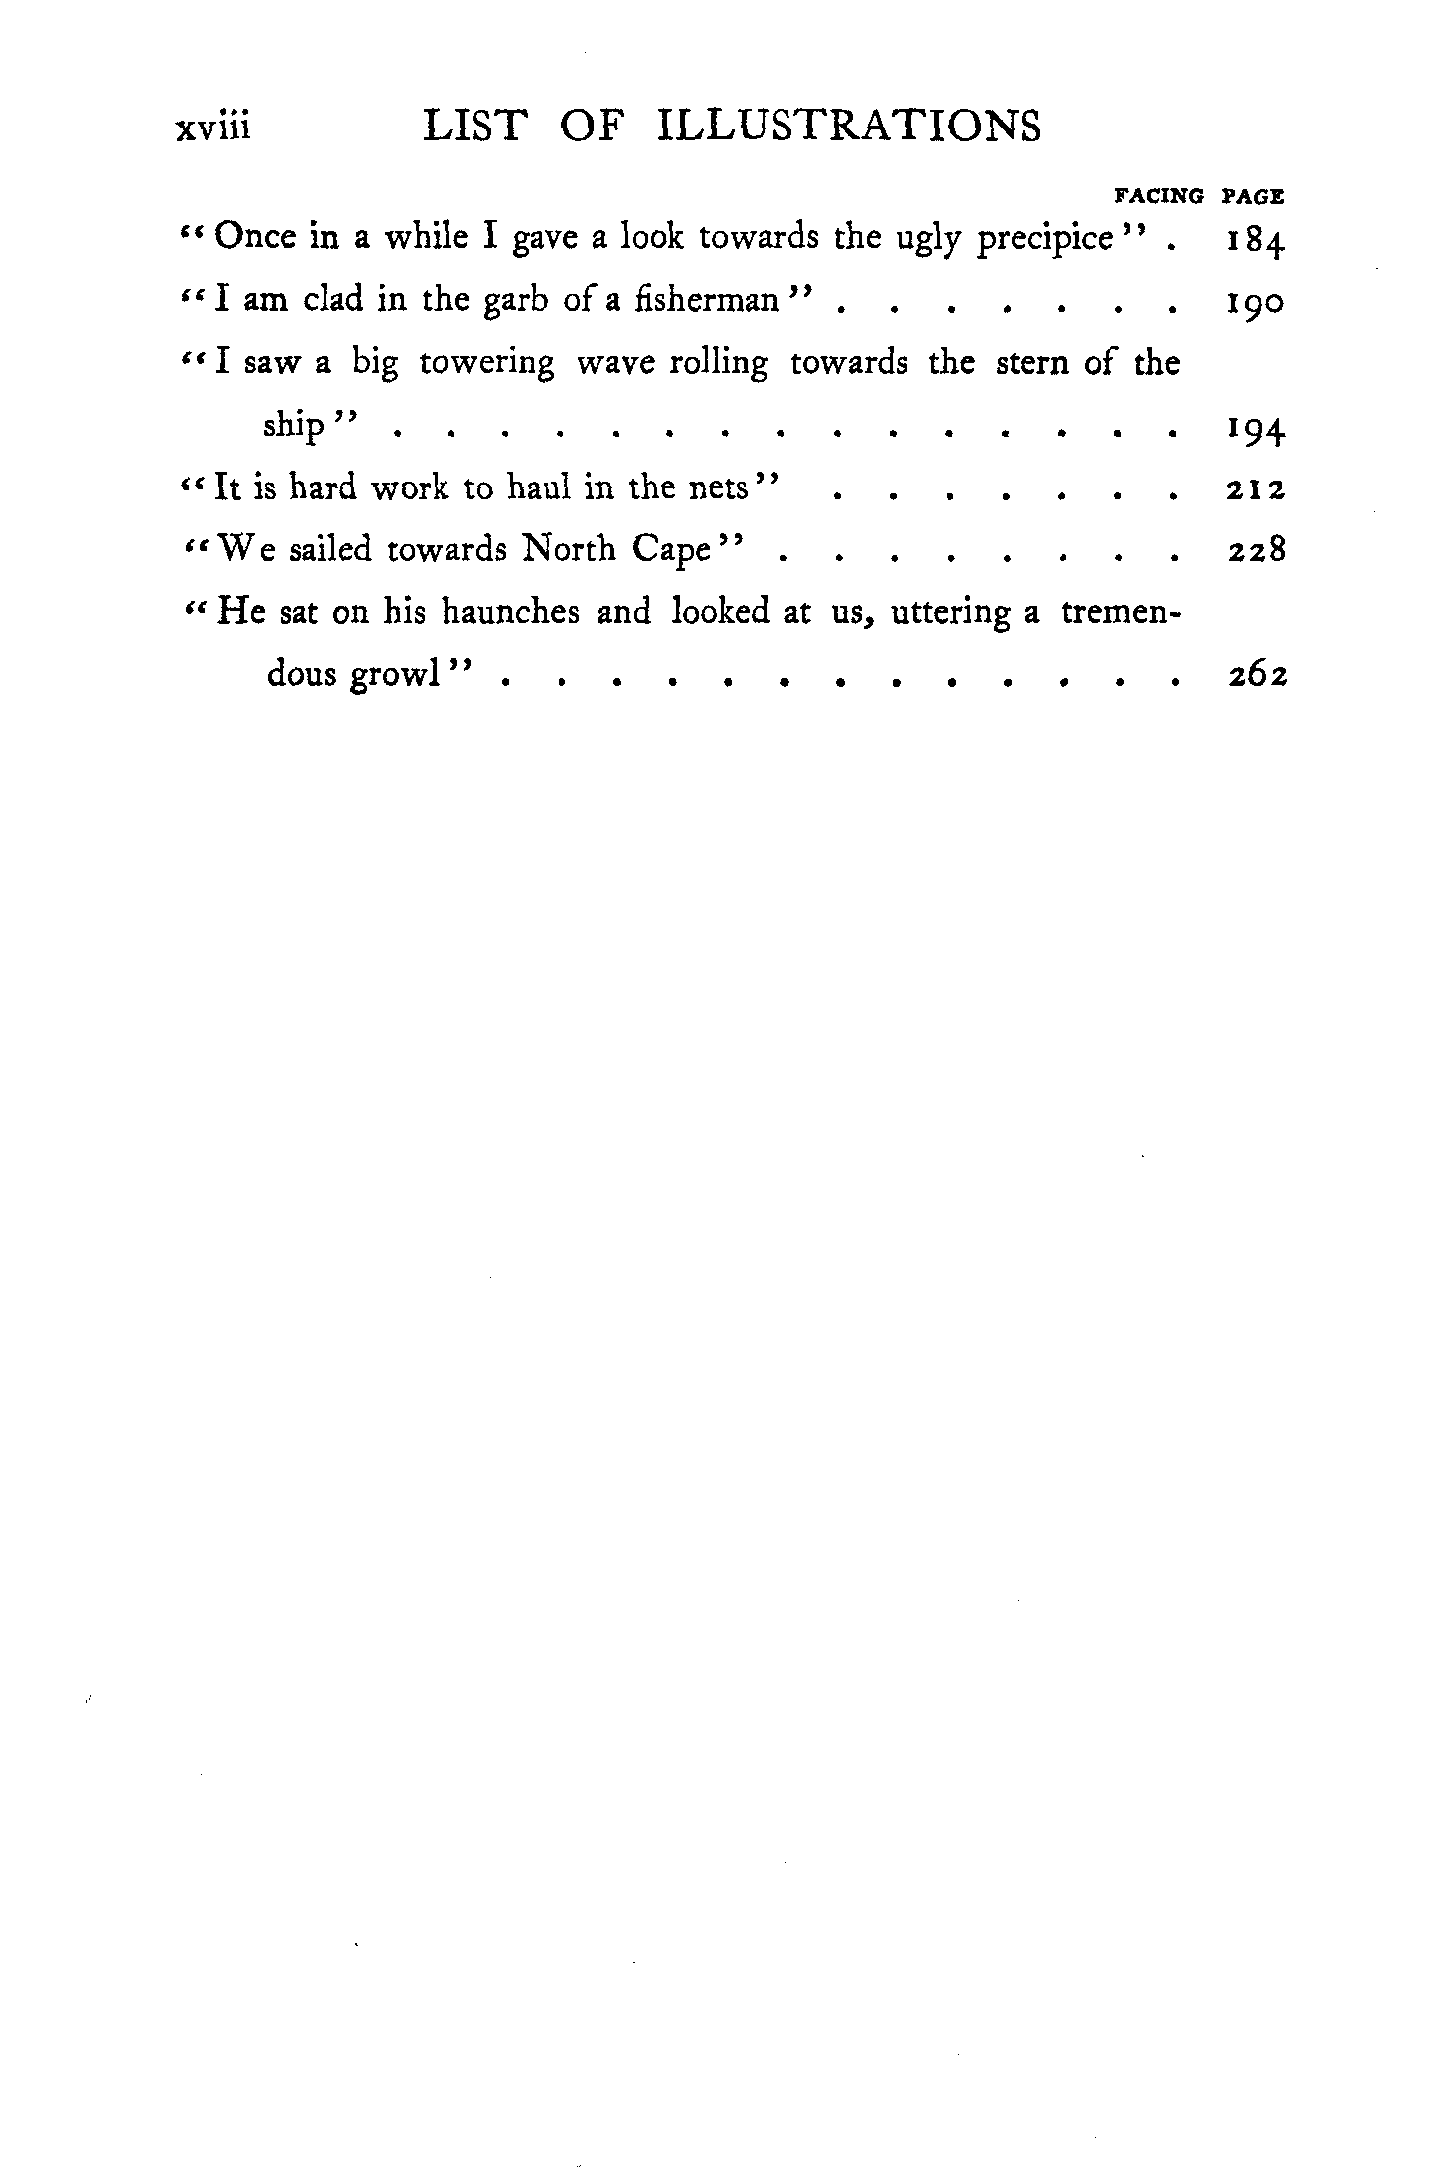 xviii LIST OF ILLUSTRATIONS
FACING PAGE
“Once in a while I gave a look towards the ugly precipice” . 184
“I am clad in the garb of a fisherman” . . . . . . . 190
“I saw a big towering wave rolling towards the stern of the
ship” . . . . . . . . . . . . . . . 194
“It is hard work to haul in the nets” . . . . . . . 212
“We sailed towards North Cape” . . . . . . . . 228
“He sat on his haunches and looked at us, uttering a tremen-
dous growl” . . . . . . . . . . . . . 262